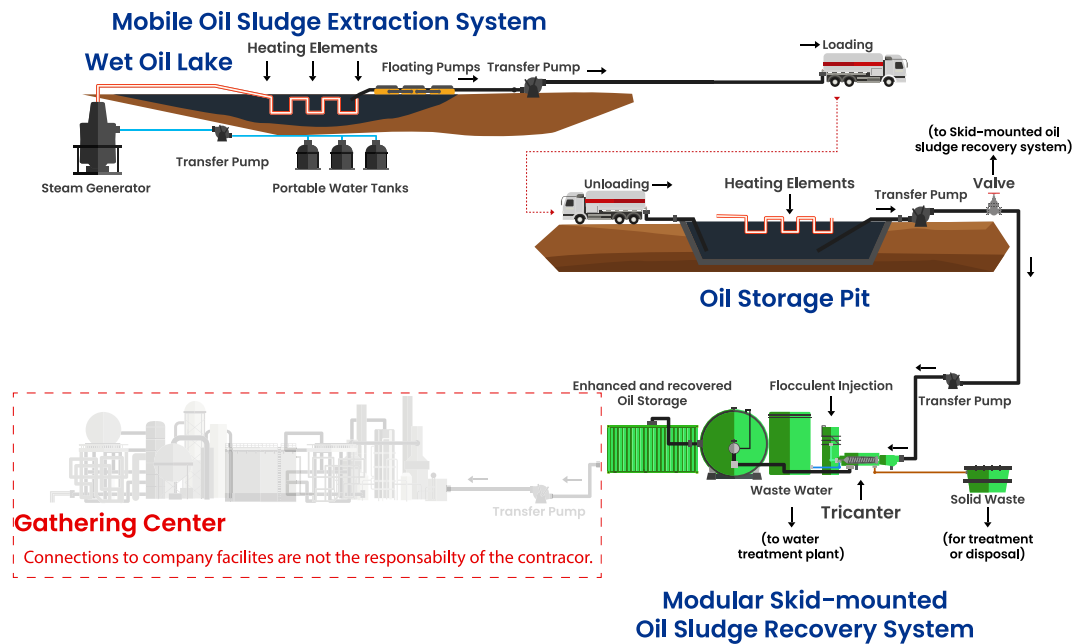 Mobile Oil Sludge Extraction System
Wet Oil Lake
Heating Elements
Floating Pumps
Transfer Pump
Loading
Transfer Pump
Steam Generator
Portable Water Tanks
(to Skid-mounted oil
sludge recovery system)
Unloading
Heating Elements
Transfer Pump
Valve
Oil Storage Pit
Enhanced and recovered
Oil Storage
Flocculent Injection
Transfer Pump
Waste Water
Tricanter
Solid Waste
(to water
treatment plant)
(for treatment
or disposal)
Transfer Pump
Gathering Center
Connections to company facilites are not the responsabilty of the contracor.
Modular Skid-mounted
Oil Sludge Recovery System